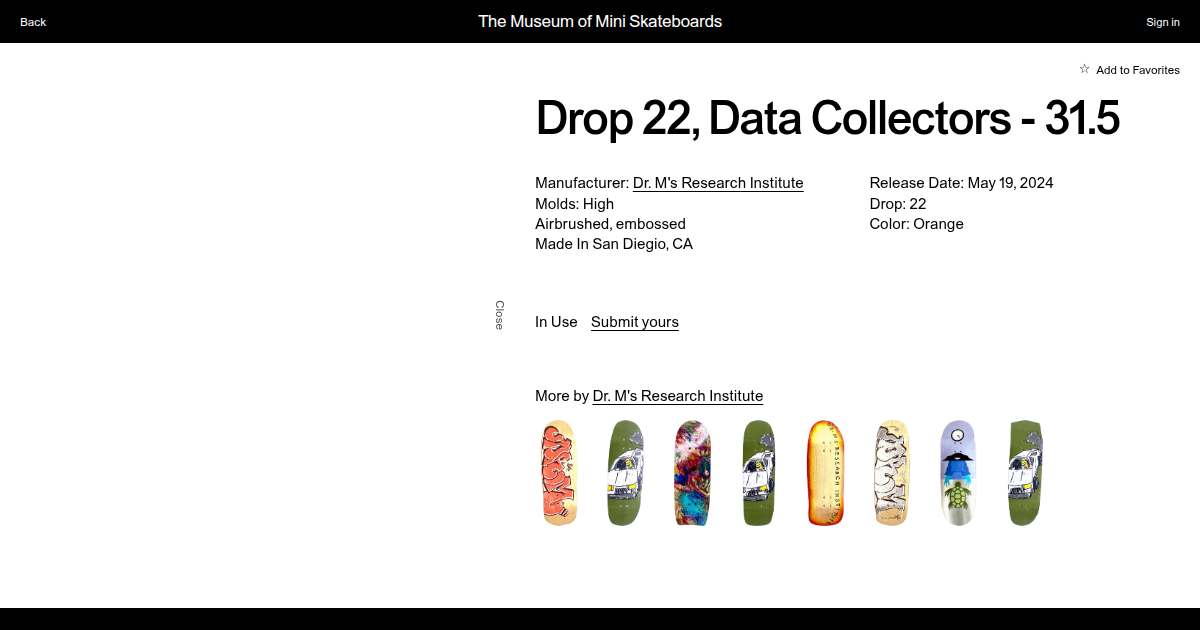 Back
The Museum of Mini Skateboards
Sign in
☆ Add to Favorites
Drop 22, Data Collectors - 31.5
Manufacturer: Dr. M's Research Institute
Molds: High
Airbrushed, embossed
Made In San Diegio, CA
Release Date: May 19, 2024
Drop: 22
Color: Orange
Close
In Use Submit yours
More by Dr. M's Research Institute